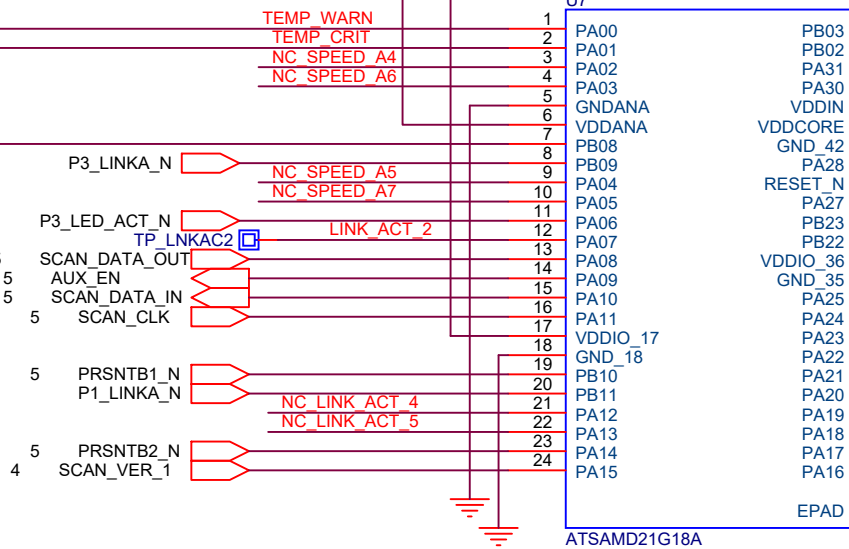 U7
TEMP_WARN 1 PA00 PB03
TEMP_CRIT 2 PA01 PB02
NC_SPEED_A4 3 PA02 PA31
NC_SPEED_A6 4 PA03 PA30
5 GNDANA VDDIN
6 VDDANA VDDCORE
7 PB08 GND_42
P3_LINKA_N 8 PB09 PA28
NC_SPEED_A5 9 PA04 RESET_N
NC_SPEED_A7 10 PA05 PA27
P3_LED_ACT_N 11 PA06 PB23
TP_LNKAC2 LINK_ACT_2 12 PA07 PB22
SCAN_DATA_OUT 13 PA08 VDDIO_36
5 AUX_EN 14 PA09 GND_35
5 SCAN_DATA_IN 15 PA10 PA25
5 SCAN_CLK 16 PA11 PA24
17 VDDIO_17 PA23
18 GND_18 PA22
5 PRSNTB1_N 19 PB10 PA21
P1_LINKA_N 20 PB11 PA20
NC_LINK_ACT_4 21 PA12 PA19
NC_LINK_ACT_5 22 PA13 PA18
5 PRSNTB2_N 23 PA14 PA17
4 SCAN_VER_1 24 PA15 PA16
EPAD
ATSAMD21G18A